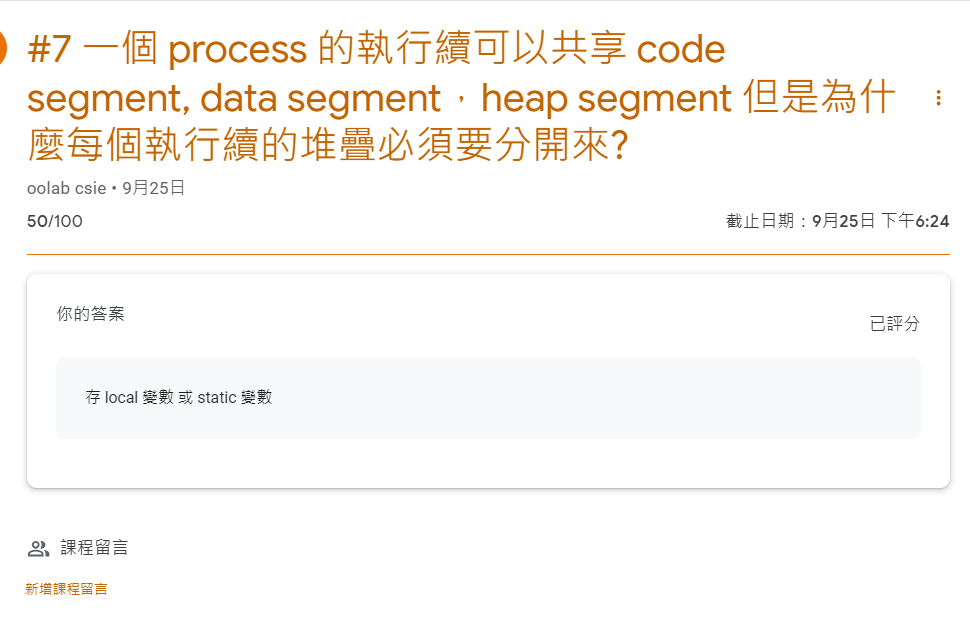 #7 一個 process 的執行續可以共享 code
segment, data segment，heap segment 但是為什
麼每個執行續的堆疊必須要分開來?
oolab csie • 9月25日
50/100
截止日期：9月25日 下午6:24
你的答案
已評分
存 local 變數 或 static 變數
課程留言
新增課程留言